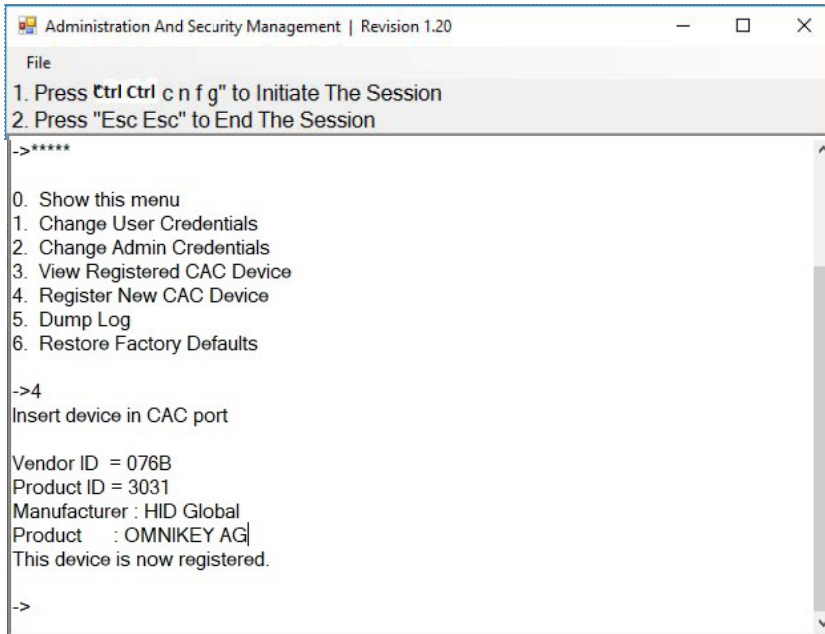 Administration And Security Management | Revision 1.20
File
1. Press "Ctrl Ctrl c n f g" to Initiate The Session
2. Press "Esc Esc" to End The Session
->*****
0. Show this menu
1. Change User Credentials
2. Change Admin Credentials
3. View Registered CAC Device
4. Register New CAC Device
5. Dump Log
6. Restore Factory Defaults
->4
Insert device in CAC port
Vendor ID = 076B
Product ID = 3031
Manufacturer : HID Global
Product : OMNIKEY AG
This device is now registered.
->